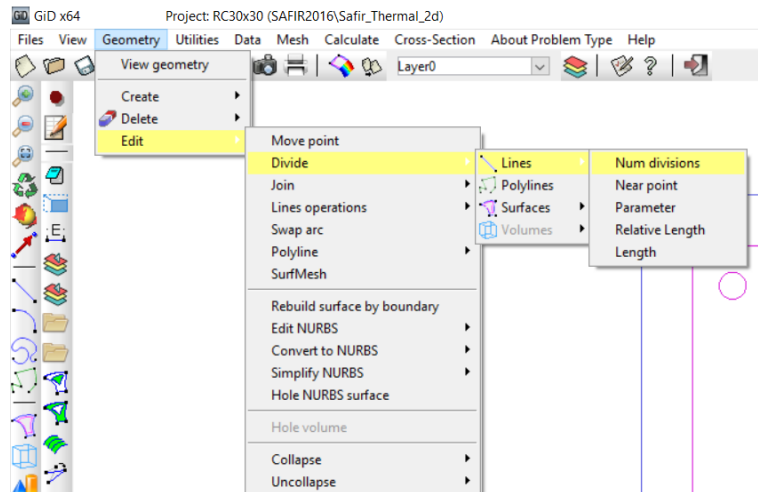 GiD GiD x64 Project: RC30x30 (SAFIR2016\Safir_Thermal_2d)
Files View Geometry Utilities Data Mesh Calculate Cross-Section About Problem Type Help
View geometry
Layer0
Create
Delete
Edit
Move point
Divide
Join
Lines operations
Swap arc
Polyline
SurfMesh
Rebuild surface by boundary
Edit NURBS
Convert to NURBS
Simplify NURBS
Hole NURBS surface
Hole volume
Collapse
Uncollapse
Lines
Polylines
Surfaces
Volumes
Num divisions
Near point
Parameter
Relative Length
Length
E